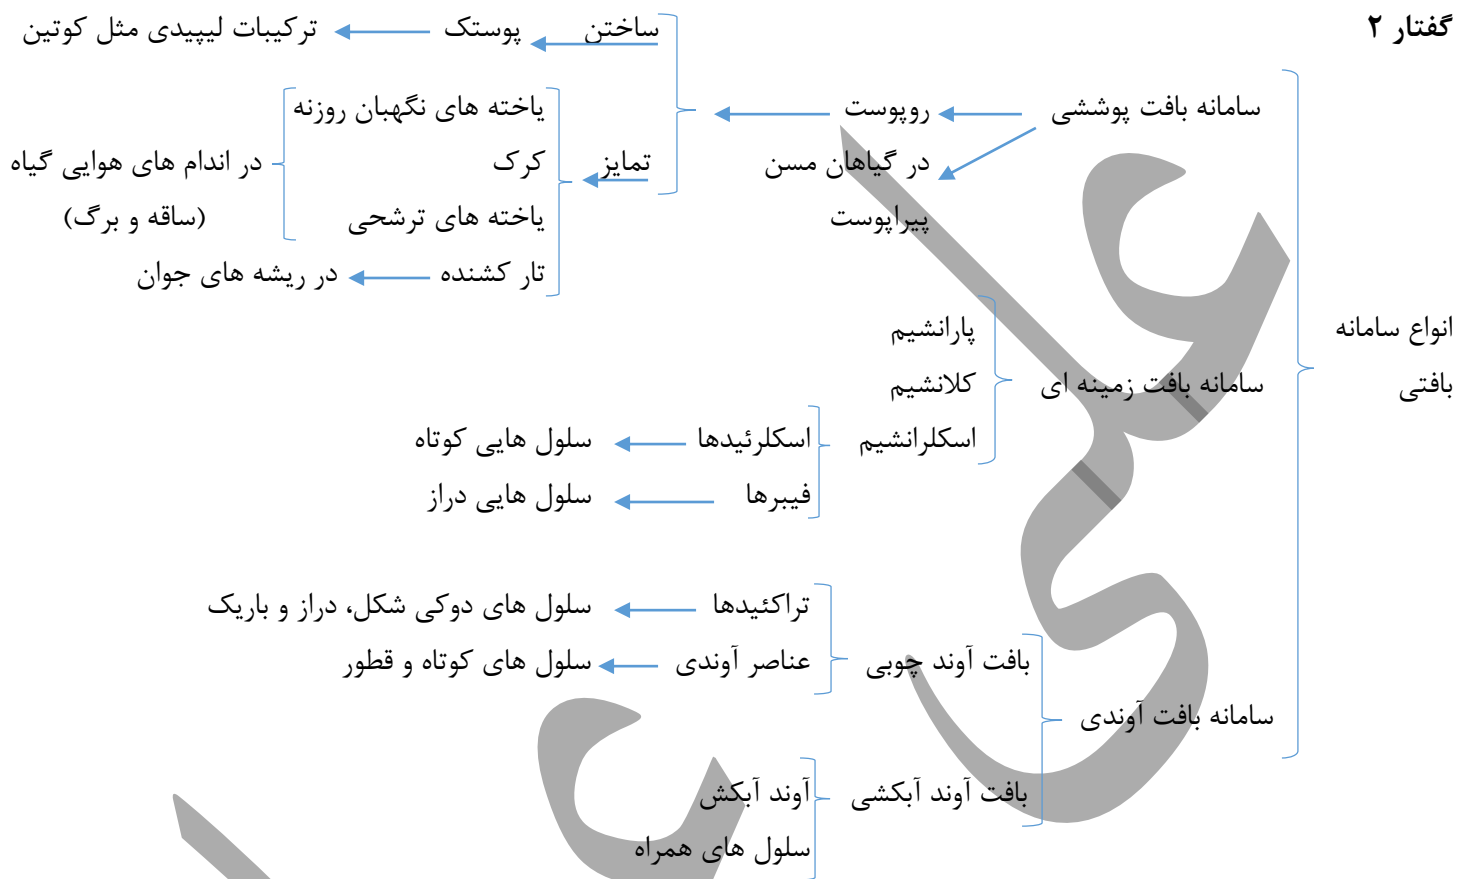 گفتار ۲
ساختن پوستک ترکیبات لیپیدی مثل کوتین
سامانه بافت پوششی روپوست یاخته های نگهبان روزنه
در گیاهان مسن تمایز کرک در اندام های هوایی گیاه
پیراپوست یاخته های ترشحی (ساقه و برگ)
تار کشنده در ریشه های جوان
انواع سامانه پارانشیم
بافتی سامانه بافت زمینه ای کلانشیم
اسکلرانشیم اسکلرئیدها سلول هایی کوتاه
فیبرها سلول هایی دراز
تراکئیدها سلول های دوکی شکل، دراز و باریک
بافت آوند چوبی عناصر آوندی سلول های کوتاه و قطور
سامانه بافت آوندی
بافت آوند آبکشی آوند آبکش
سلول های همراه